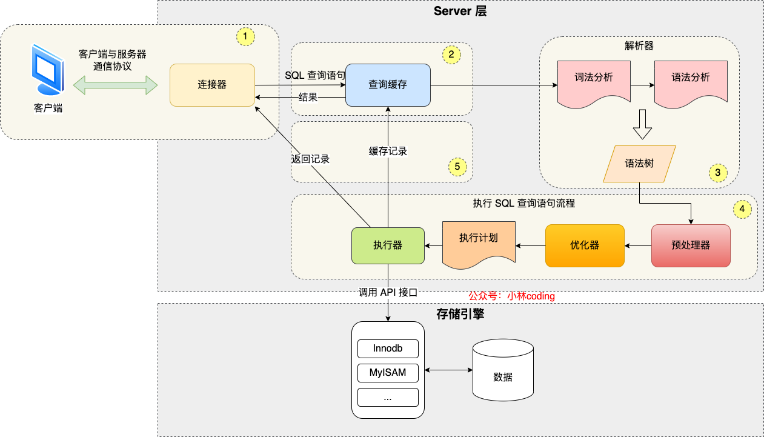 Server 层
1
客户端与服务器
通信协议
客户端
连接器
SQL 查询语句
结果
查询缓存
2
解析器
词法分析
语法分析
语法树
3
返回记录
缓存记录
5
执行 SQL 查询语句流程
4
执行器
执行计划
优化器
预处理器
调用 API 接口
公众号：小林coding
存储引擎
Innodb
MyISAM
...
数据